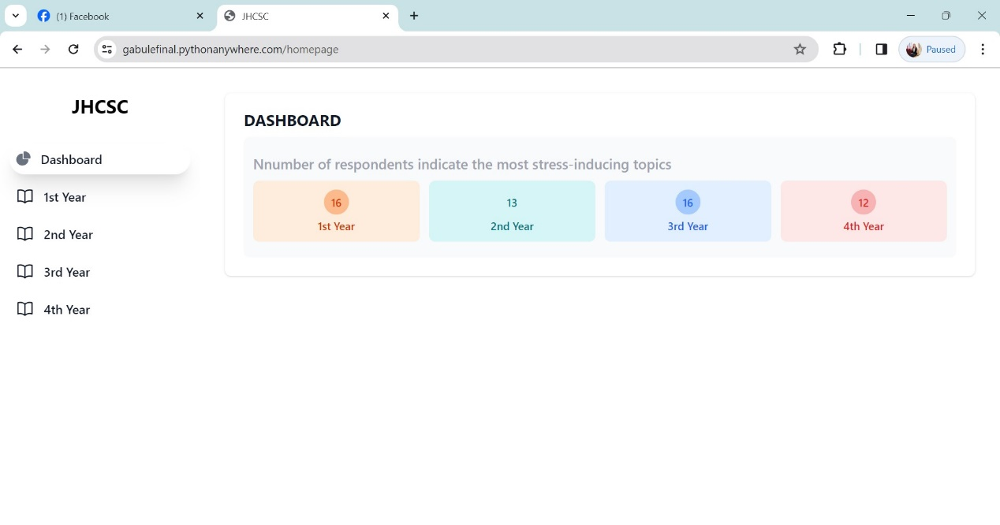 (1) Facebook
JHCSC
gabulefinal.pythonanywhere.com/homepage
Paused
JHCSC
Dashboard
1st Year
2nd Year
3rd Year
4th Year
DASHBOARD
Nnumber of respondents indicate the most stress-inducing topics
16 13 16 12
1st Year 2nd Year 3rd Year 4th Year